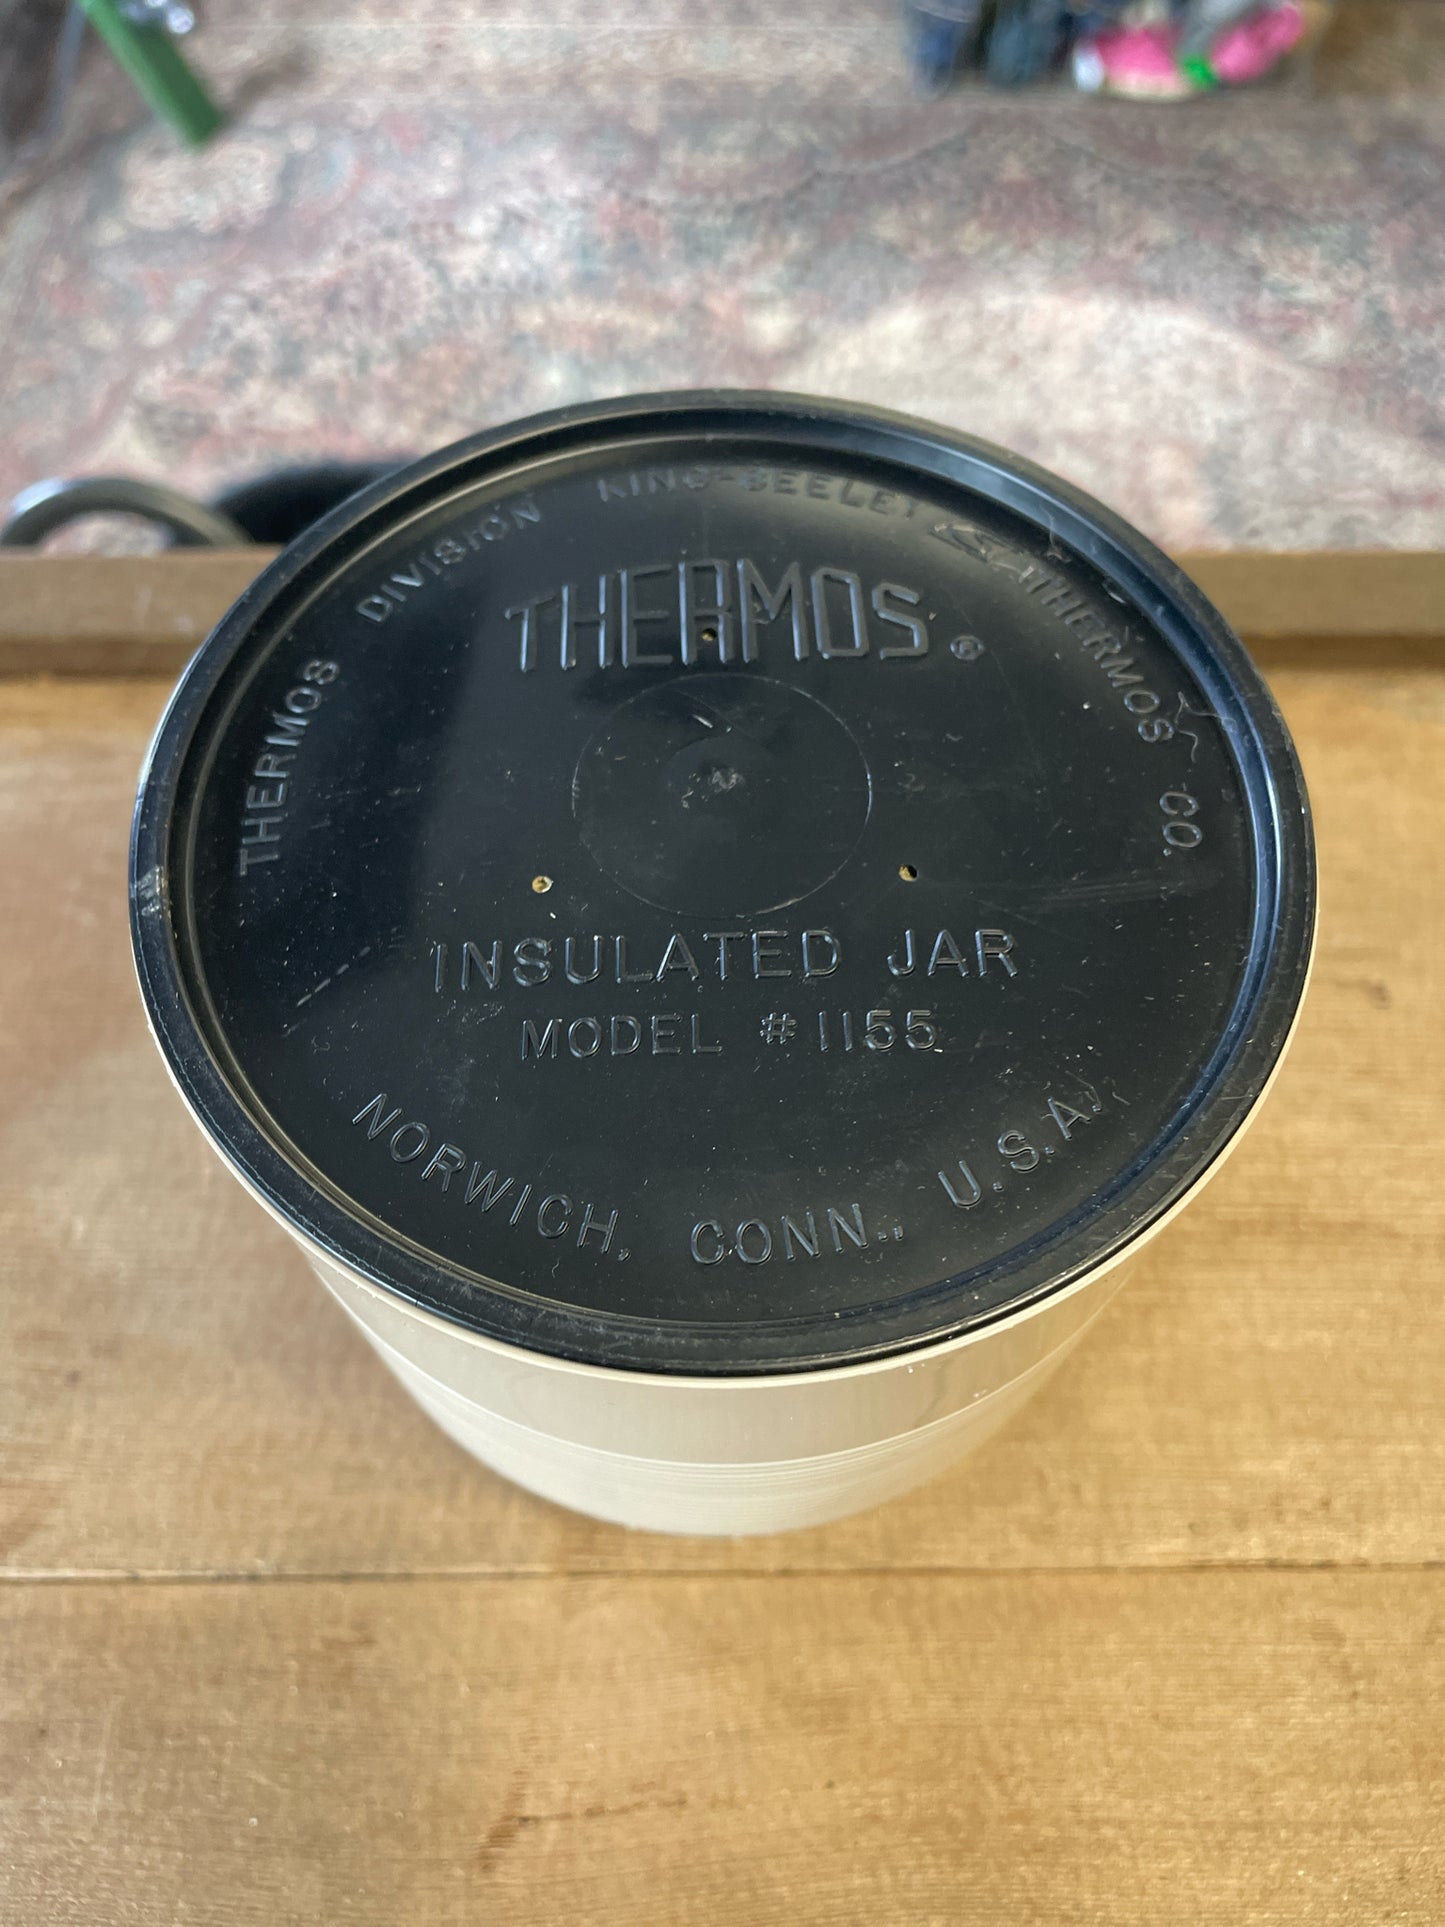 THERMOS DIVISION KING-SEELEY THERMOS CO.
THERMOS®
INSULATED JAR
MODEL #1155
NORWICH, CONN., U.S.A.